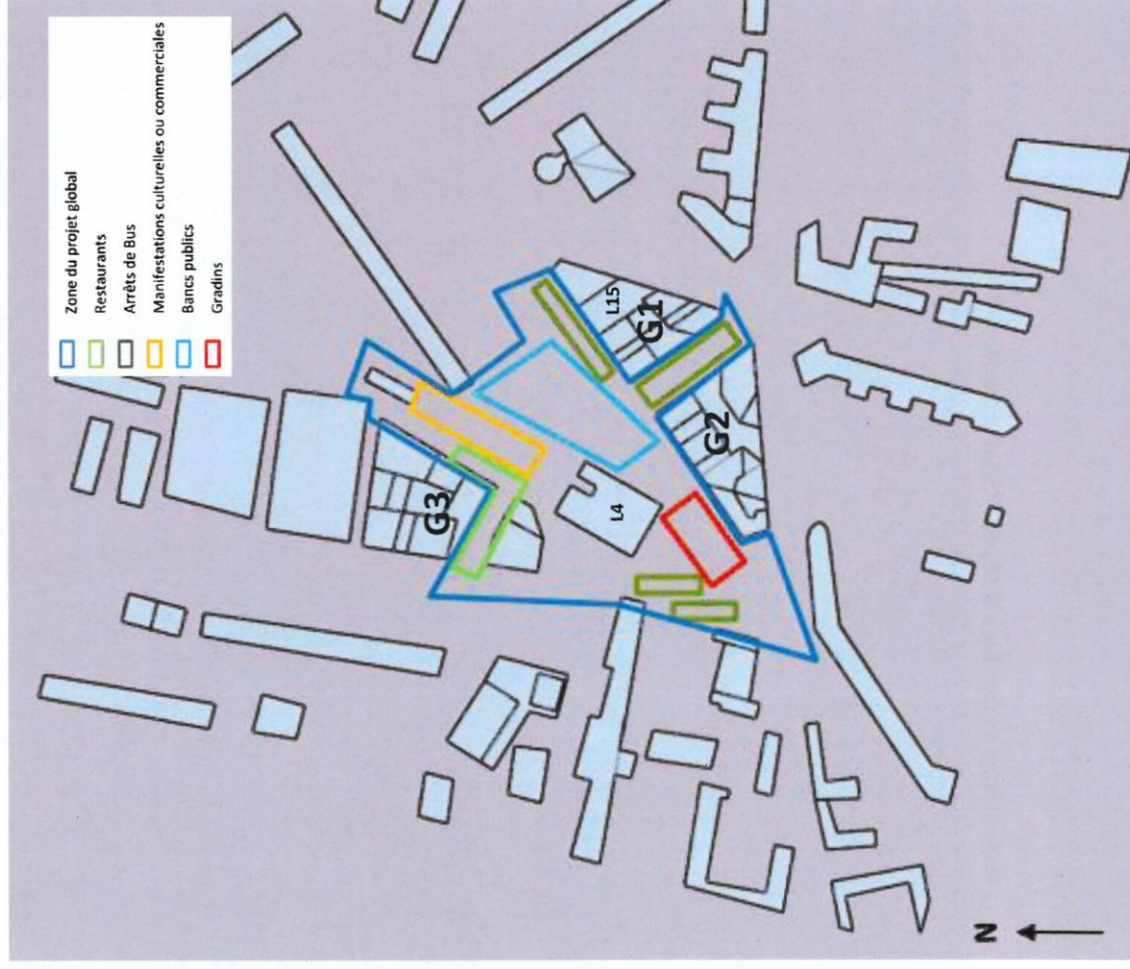 Zone du projet global
Restaurants
Arrêts de Bus
Manifestations culturelles ou commerciales
Bancs publics
Gradins
G3
L4
L15
G1
G2
N